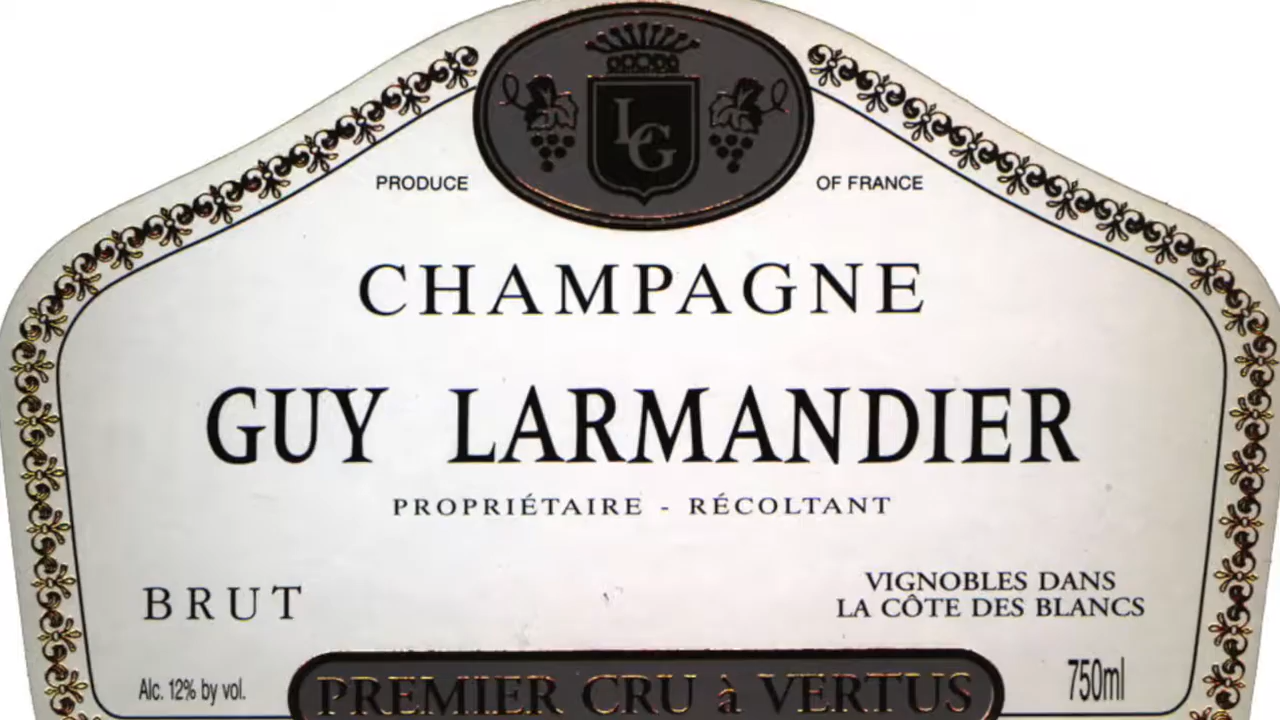 LG
PRODUCE OF FRANCE
CHAMPAGNE
GUY LARMANDIER
PROPRIÉTAIRE - RÉCOLTANT
BRUT
VIGNOBLES DANS
LA CÔTE DES BLANCS
Alc. 12% by vol.
750ml
PREMIER CRU à VERTUS